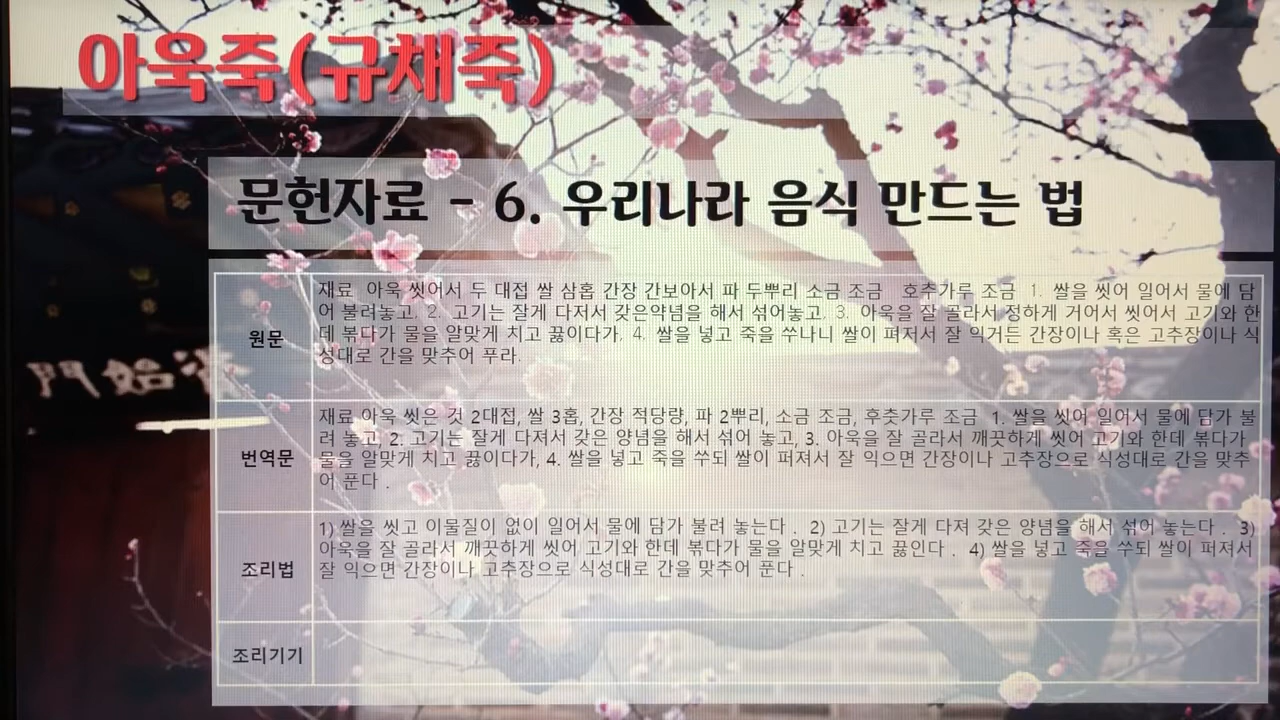 아욱죽(규채죽)
문헌자료 - 6. 우리나라 음식 만드는 법
원문
재료 아욱 씻어서 두 대접 쌀 삼홉 간장 간보아서 파 두뿌리 소금 조금 호추가루 조금 1. 쌀을 씻어 일어서 물에 담
어 불려놓고, 2. 고기는 잘게 다저서 갖은약념을 해서 섞어놓고, 3. 아욱을 잘 골라서 정하게 거어서 씻어서 고기와 한
데 볶다가 물을 알맞게 치고 끓이다가, 4. 쌀을 넣고 죽을 쑤나니 쌀이 퍼저서 잘 익거든 간장이나 혹은 고추장이나 식
성대로 간을 맞추어 푸라.
번역문
재료 아욱 씻은 것 2대접, 쌀 3홉, 간장 적당량, 파 2뿌리, 소금 조금, 후춧가루 조금 1. 쌀을 씻어 일어서 물에 담가 불
려 놓고, 2. 고기는 잘게 다져서 갖은 양념을 해서 섞어 놓고, 3. 아욱을 잘 골라서 깨끗하게 씻어 고기와 한데 볶다가
물을 알맞게 치고 끓이다가, 4. 쌀을 넣고 죽을 쑤되 쌀이 퍼져서 잘 익으면 간장이나 고추장으로 식성대로 간을 맞추
어 푼다 .
조리법
1) 쌀을 씻고 이물질이 없이 일어서 물에 담가 불려 놓는다 . 2) 고기는 잘게 다져 갖은 양념을 해서 섞어 놓는다 . 3)
아욱을 잘 골라서 깨끗하게 씻어 고기와 한데 볶다가 물을 알맞게 치고 끓인다 . 4) 쌀을 넣고 죽을 쑤되 쌀이 퍼져서
잘 익으면 간장이나 고추장으로 식성대로 간을 맞추어 푼다 .
조리기기
門始